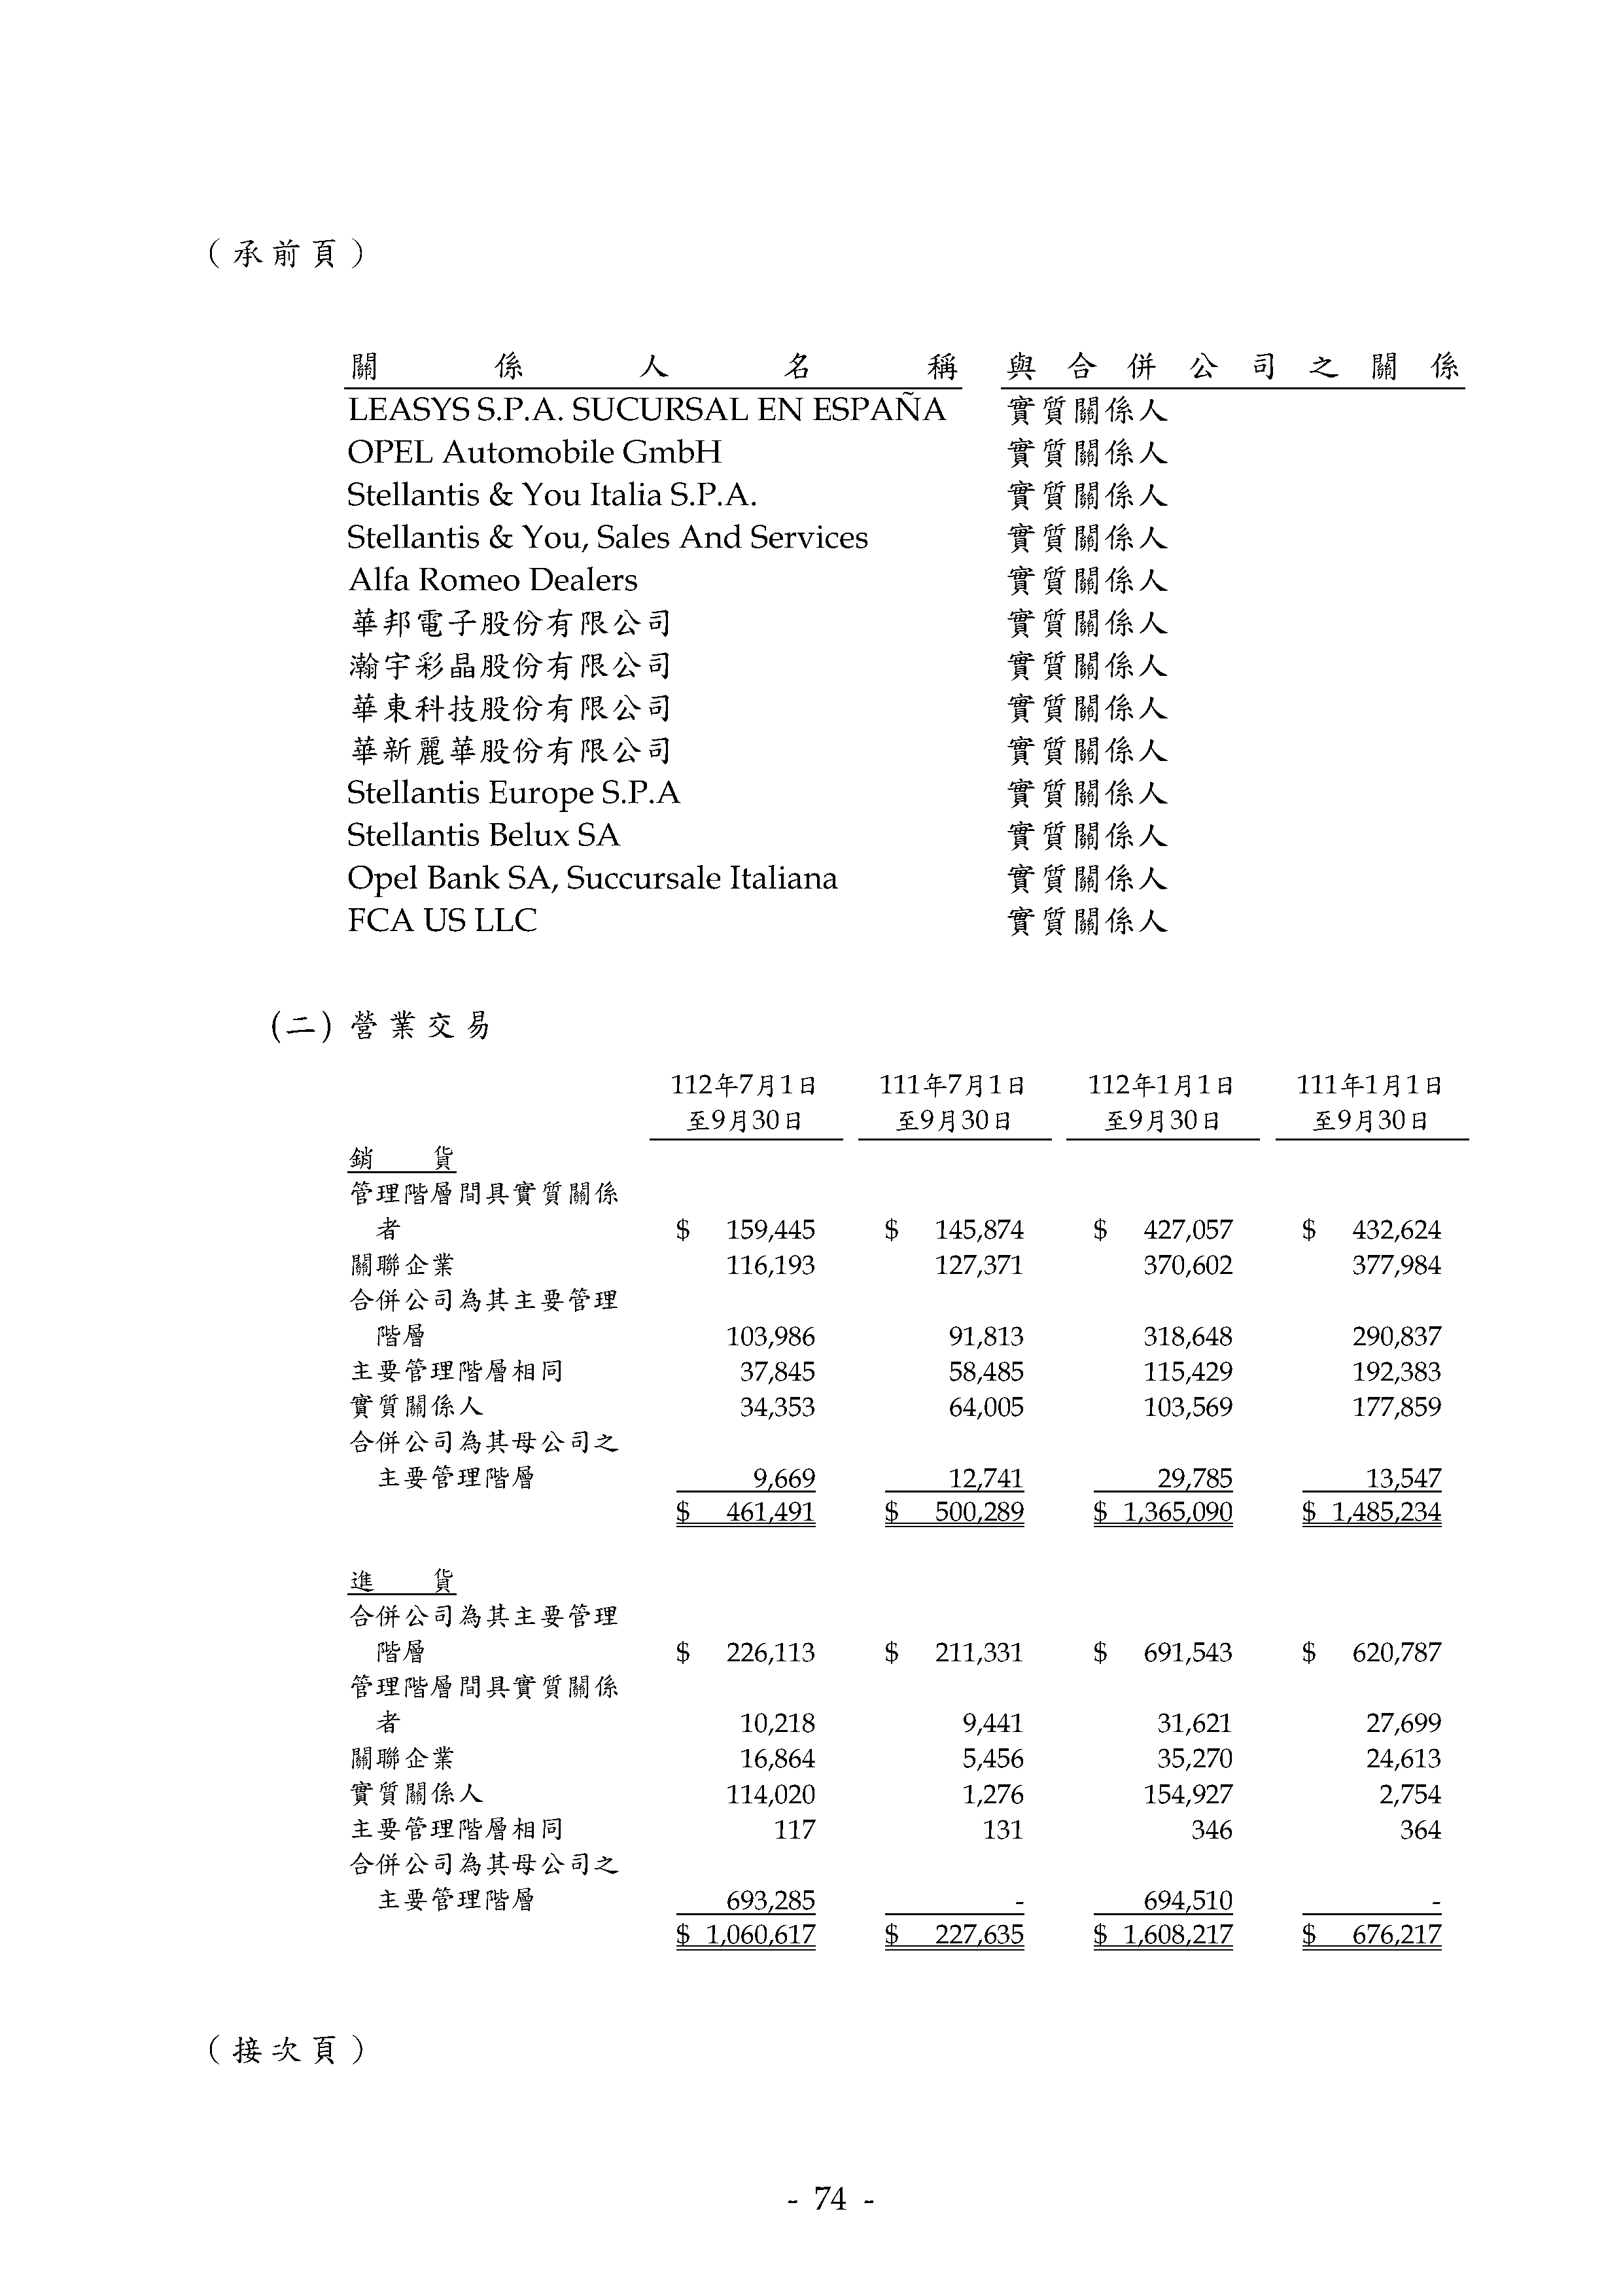 （承前頁）
關係人名稱 與合併公司之關係
LEASYS S.P.A. SUCURSAL EN ESPAÑA 實質關係人
OPEL Automobile GmbH 實質關係人
Stellantis & You Italia S.P.A. 實質關係人
Stellantis & You, Sales And Services 實質關係人
Alfa Romeo Dealers 實質關係人
華邦電子股份有限公司 實質關係人
瀚宇彩晶股份有限公司 實質關係人
華東科技股份有限公司 實質關係人
華新麗華股份有限公司 實質關係人
Stellantis Europe S.P.A 實質關係人
Stellantis Belux SA 實質關係人
Opel Bank SA, Succursale Italiana 實質關係人
FCA US LLC 實質關係人
(二) 營業交易
112年7月1日 111年7月1日 112年1月1日 111年1月1日
至9月30日 至9月30日 至9月30日 至9月30日
銷貨
管理階層間具實質關係
者 $ 159,445 $ 145,874 $ 427,057 $ 432,624
關聯企業 116,193 127,371 370,602 377,984
合併公司為其主要管理
階層 103,986 91,813 318,648 290,837
主要管理階層相同 37,845 58,485 115,429 192,383
實質關係人 34,353 64,005 103,569 177,859
合併公司為其母公司之
主要管理階層 9,669 12,741 29,785 13,547
$ 461,491 $ 500,289 $ 1,365,090 $ 1,485,234
進貨
合併公司為其主要管理
階層 $ 226,113 $ 211,331 $ 691,543 $ 620,787
管理階層間具實質關係
者 10,218 9,441 31,621 27,699
關聯企業 16,864 5,456 35,270 24,613
實質關係人 114,020 1,276 154,927 2,754
主要管理階層相同 117 131 346 364
合併公司為其母公司之
主要管理階層 693,285 - 694,510 -
$ 1,060,617 $ 227,635 $ 1,608,217 $ 676,217
（接次頁）
- 74 -